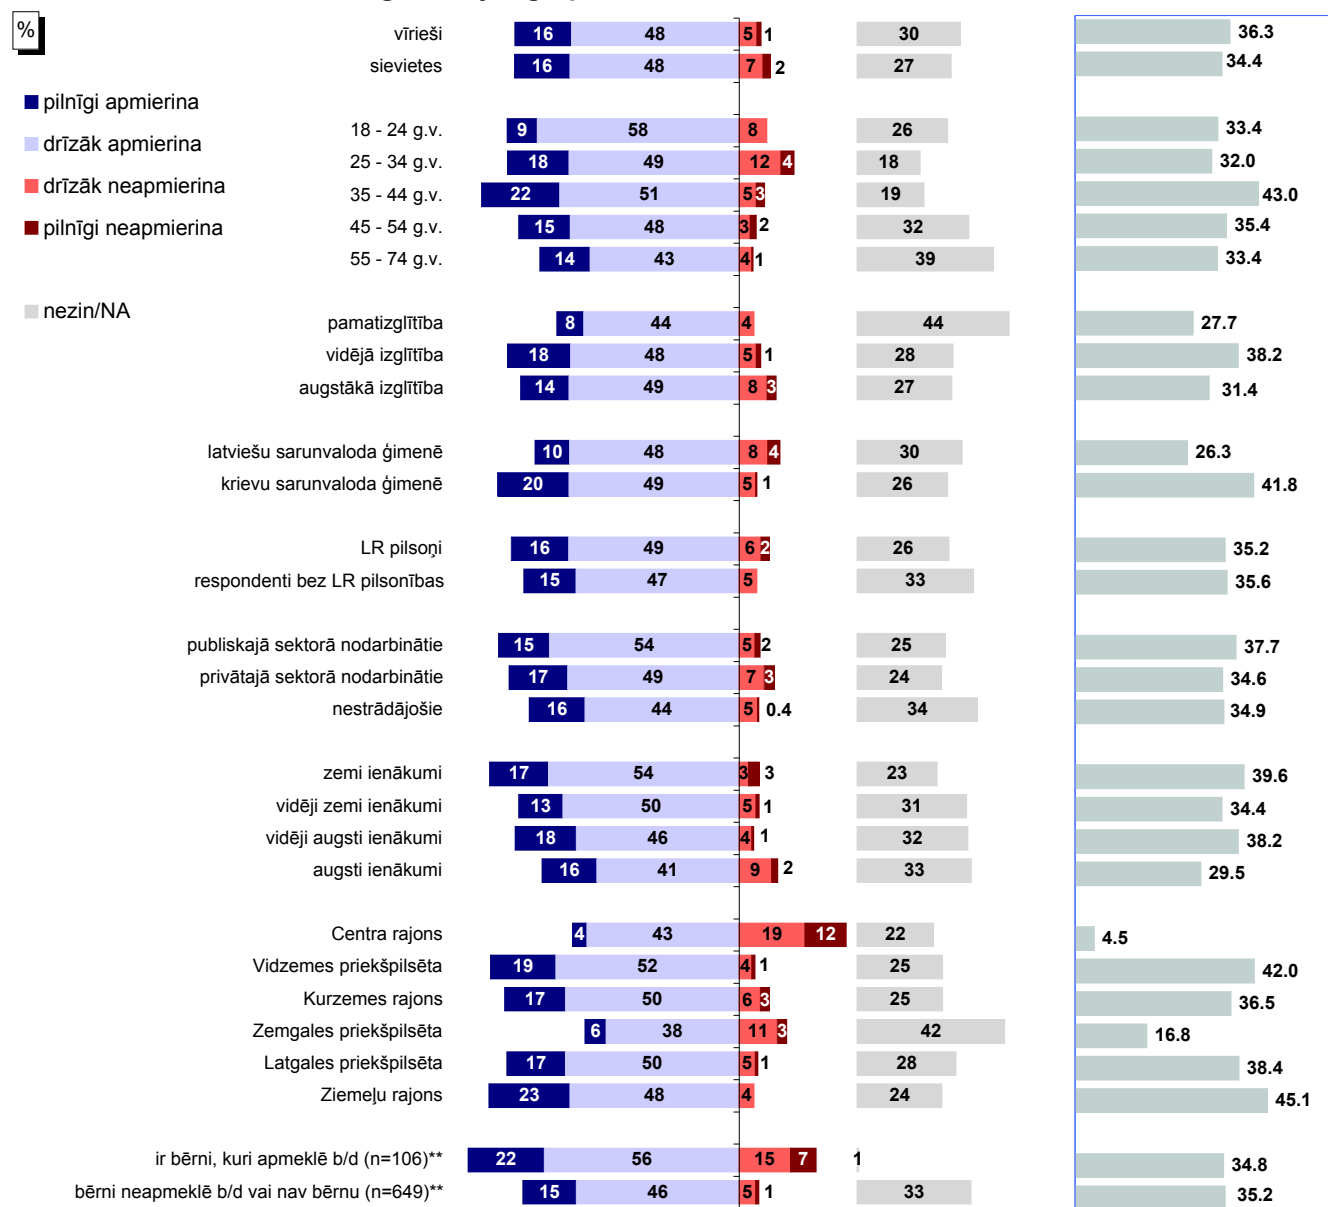 %
pilnīgi apmierina
drīzāk apmierina
drīzāk neapmierina
pilnīgi neapmierina
nezin/NA
vīrieši 16 48 5 1 30 36.3
sievietes 16 48 7 2 27 34.4
18 - 24 g.v. 9 58 8 26 33.4
25 - 34 g.v. 18 49 12 4 18 32.0
35 - 44 g.v. 22 51 5 3 19 43.0
45 - 54 g.v. 15 48 3 2 32 35.4
55 - 74 g.v. 14 43 4 1 39 33.4
pamatizglītība 8 44 4 44 27.7
vidējā izglītība 18 48 5 1 28 38.2
augstākā izglītība 14 49 8 3 27 31.4
latviešu sarunvaloda ģimenē 10 48 8 4 30 26.3
krievu sarunvaloda ģimenē 20 49 5 1 26 41.8
LR pilsoņi 16 49 6 2 26 35.2
respondenti bez LR pilsonības 15 47 5 33 35.6
publiskajā sektorā nodarbinātie 15 54 5 2 25 37.7
privātajā sektorā nodarbinātie 17 49 7 3 24 34.6
nestrādājošie 16 44 5 0.4 34 34.9
zemi ienākumi 17 54 3 3 23 39.6
vidēji zemi ienākumi 13 50 5 1 31 34.4
vidēji augsti ienākumi 18 46 4 1 32 38.2
augsti ienākumi 16 41 9 2 33 29.5
Centra rajons 4 43 19 12 22 4.5
Vidzemes priekšpilsēta 19 52 4 1 25 42.0
Kurzemes rajons 17 50 6 3 25 36.5
Zemgales priekšpilsēta 6 38 11 3 42 16.8
Latgales priekšpilsēta 17 50 5 1 28 38.4
Ziemeļu rajons 23 48 4 24 45.1
ir bērni, kuri apmeklē b/d (n=106)** 22 56 15 7 1 34.8
bērni neapmeklē b/d vai nav bērnu (n=649)** 15 46 5 1 33 35.2